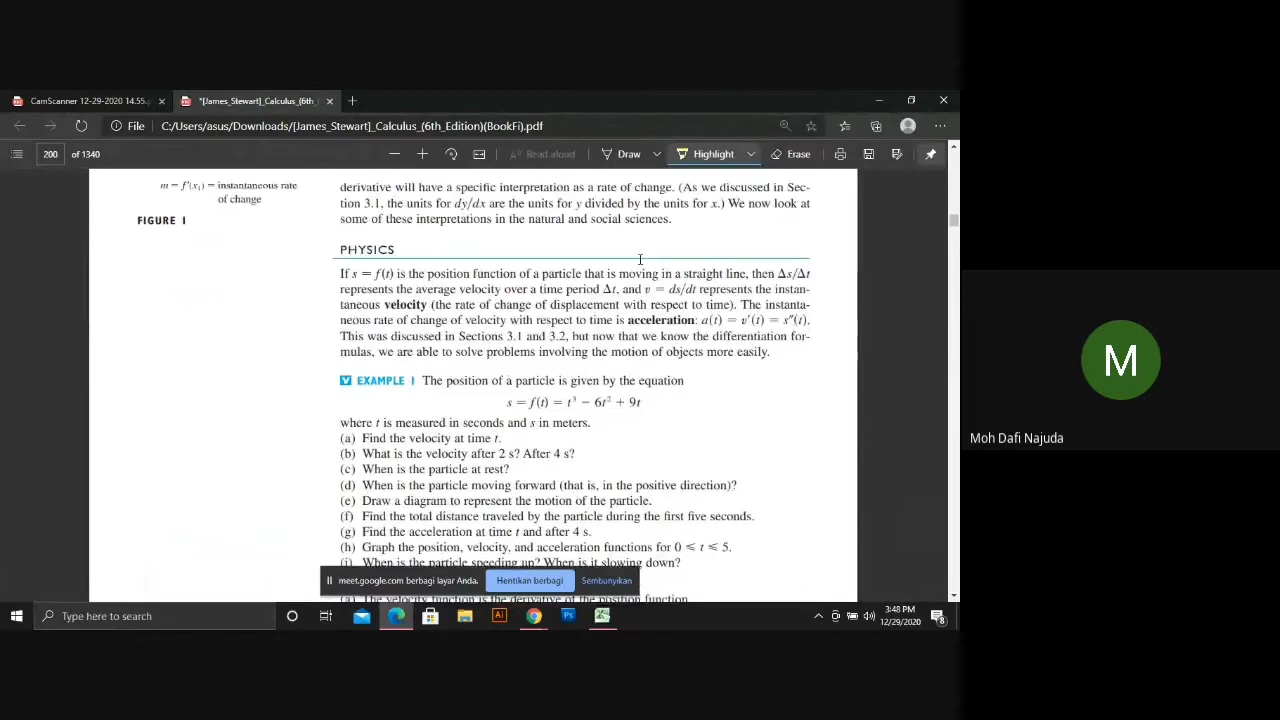 CamScanner 12-29-2020 14.55.p
*[James_Stewart]_Calculus_(6th_
File
C:/Users/asus/Downloads/[James_Stewart]_Calculus_(6th_Edition)(BookFi).pdf
200 of 1340
Read aloud
Draw
Highlight
Erase
m = f′(x₁) = instantaneous rate
of change
FIGURE 1
derivative will have a specific interpretation as a rate of change. (As we discussed in Sec-
tion 3.1, the units for dy/dx are the units for y divided by the units for x.) We now look at
some of these interpretations in the natural and social sciences.
PHYSICS
If s = f(t) is the position function of a particle that is moving in a straight line, then Δs/Δt
represents the average velocity over a time period Δt, and v = ds/dt represents the instan-
taneous velocity (the rate of change of displacement with respect to time). The instanta-
neous rate of change of velocity with respect to time is acceleration: a(t) = v′(t) = s″(t).
This was discussed in Sections 3.1 and 3.2, but now that we know the differentiation for-
mulas, we are able to solve problems involving the motion of objects more easily.
V EXAMPLE 1 The position of a particle is given by the equation
s = f(t) = t³ − 6t² + 9t
where t is measured in seconds and s in meters.
(a) Find the velocity at time t.
(b) What is the velocity after 2 s? After 4 s?
(c) When is the particle at rest?
(d) When is the particle moving forward (that is, in the positive direction)?
(e) Draw a diagram to represent the motion of the particle.
(f) Find the total distance traveled by the particle during the first five seconds.
(g) Find the acceleration at time t and after 4 s.
(h) Graph the position, velocity, and acceleration functions for 0 ≤ t ≤ 5.
(i) When is the particle speeding up? When is it slowing down?
meet.google.com berbagi layar Anda.
Hentikan berbagi
Sembunyikan
(a) The velocity function is the derivative of the position function
Type here to search
Ai
Ps
3:48 PM
12/29/2020
8
M
Moh Dafi Najuda